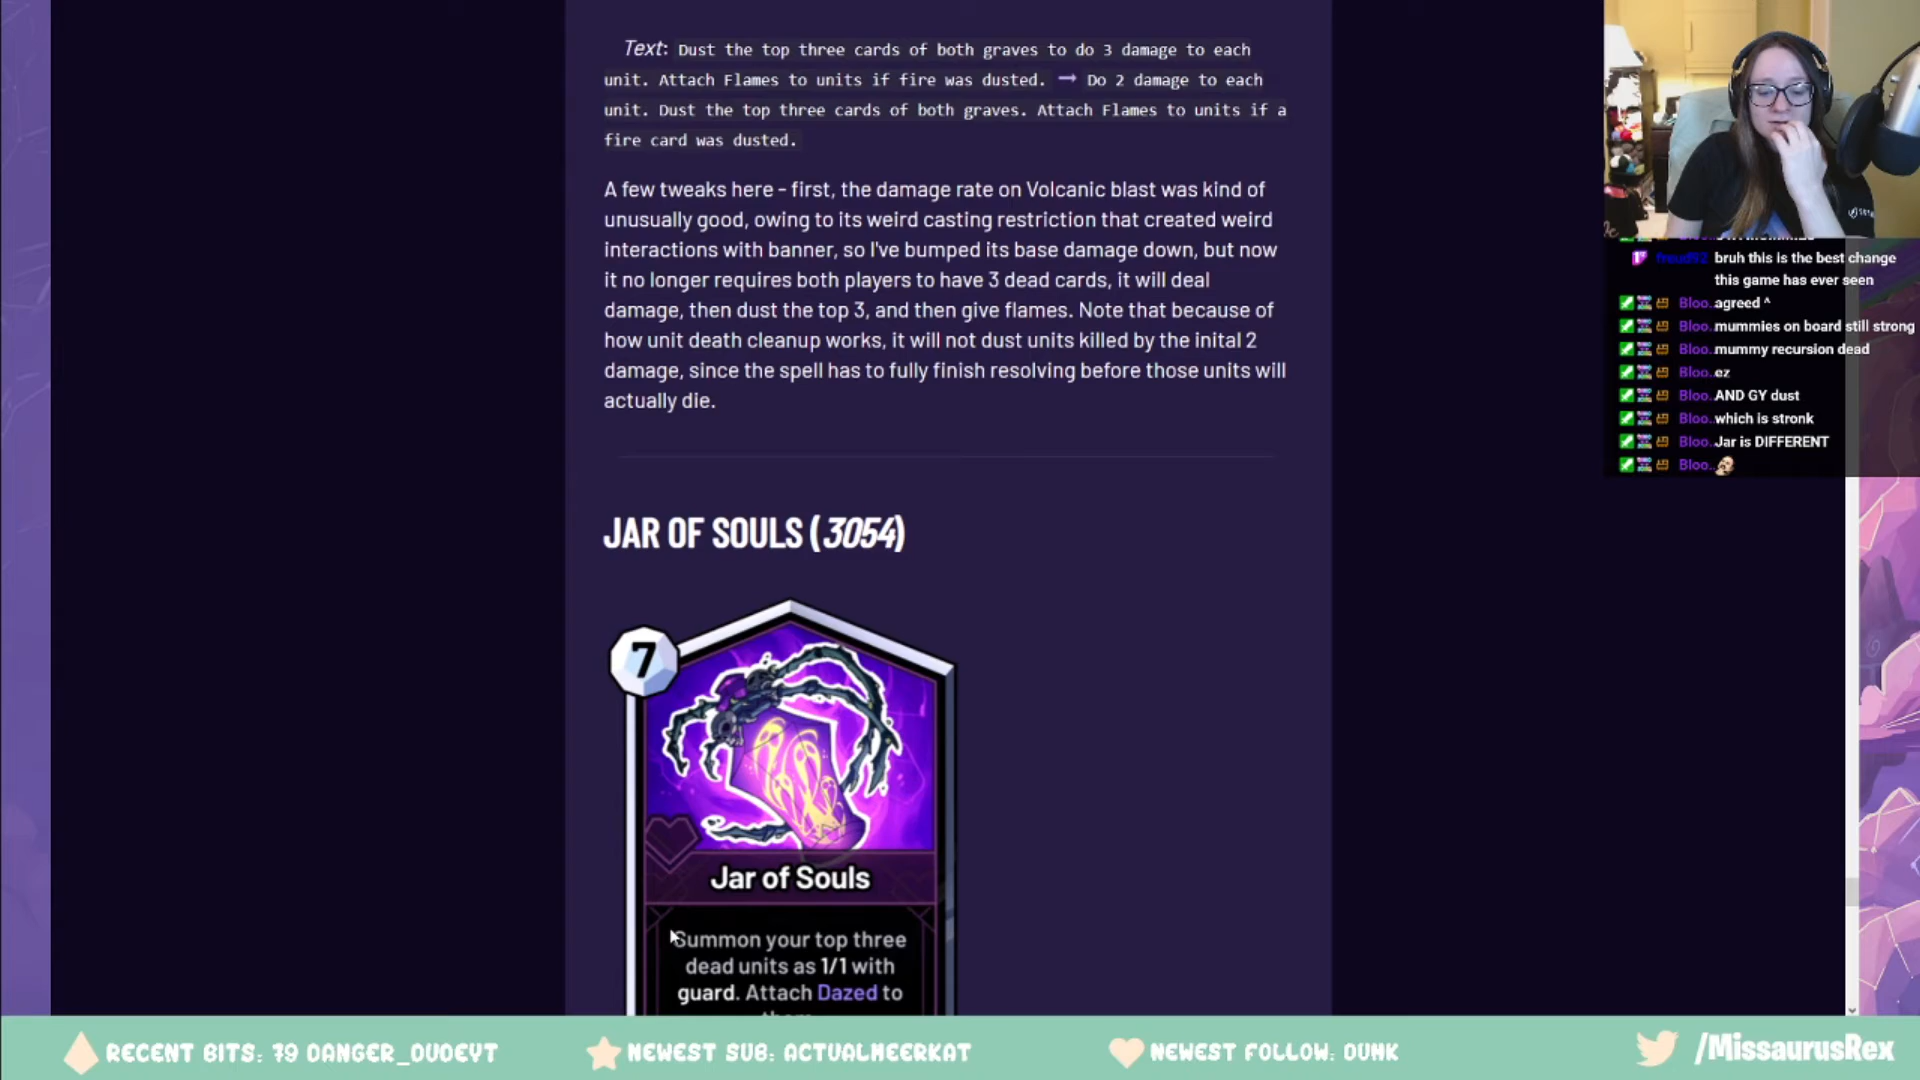 Text: Dust the top three cards of both graves to do 3 damage to each
unit. Attach Flames to units if fire was dusted. → Do 2 damage to each
unit. Dust the top three cards of both graves. Attach Flames to units if a
fire card was dusted.
A few tweaks here - first, the damage rate on Volcanic blast was kind of
unusually good, owing to its weird casting restriction that created weird
interactions with banner, so I've bumped its base damage down, but now
it no longer requires both players to have 3 dead cards, it will deal
damage, then dust the top 3, and then give flames. Note that because of
how unit death cleanup works, it will not dust units killed by the inital 2
damage, since the spell has to fully finish resolving before those units will
actually die.
JAR OF SOULS (3054)
7
Jar of Souls
Summon your top three
dead units as 1/1 with
guard. Attach Dazed to
bruh this is the best change
this game has ever seen
Bloo.. agreed ^
Bloo.. mummies on board still strong
Bloo.. mummy recursion dead
Bloo.. ez
Bloo.. AND GY dust
Bloo.. which is stronk
Bloo.. Jar is DIFFERENT
Bloo..
RECENT BITS: 79 DANGER_DUDEYT
NEWEST SUB: ACTUALMEERKAT
NEWEST FOLLOW: DUNK
/MissaurusRex